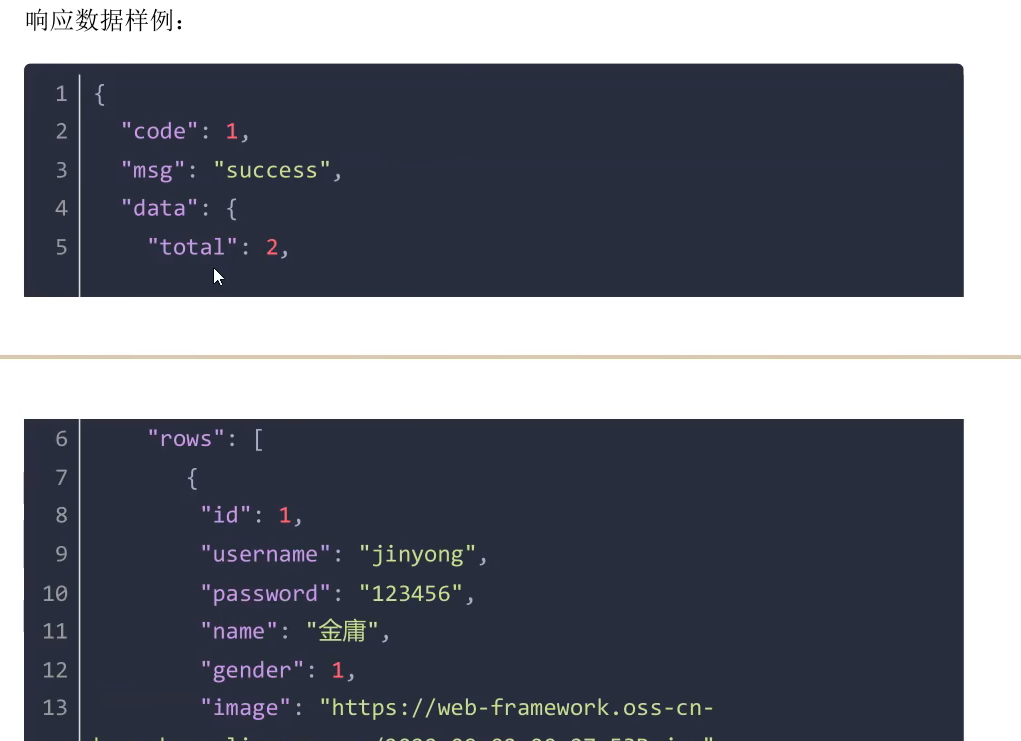 响应数据样例：
1 {
2 "code": 1,
3 "msg": "success",
4 "data": {
5 "total": 2,
6 "rows": [
7 {
8 "id": 1,
9 "username": "jinyong",
10 "password": "123456",
11 "name": "金庸",
12 "gender": 1,
13 "image": "https://web-framework.oss-cn-